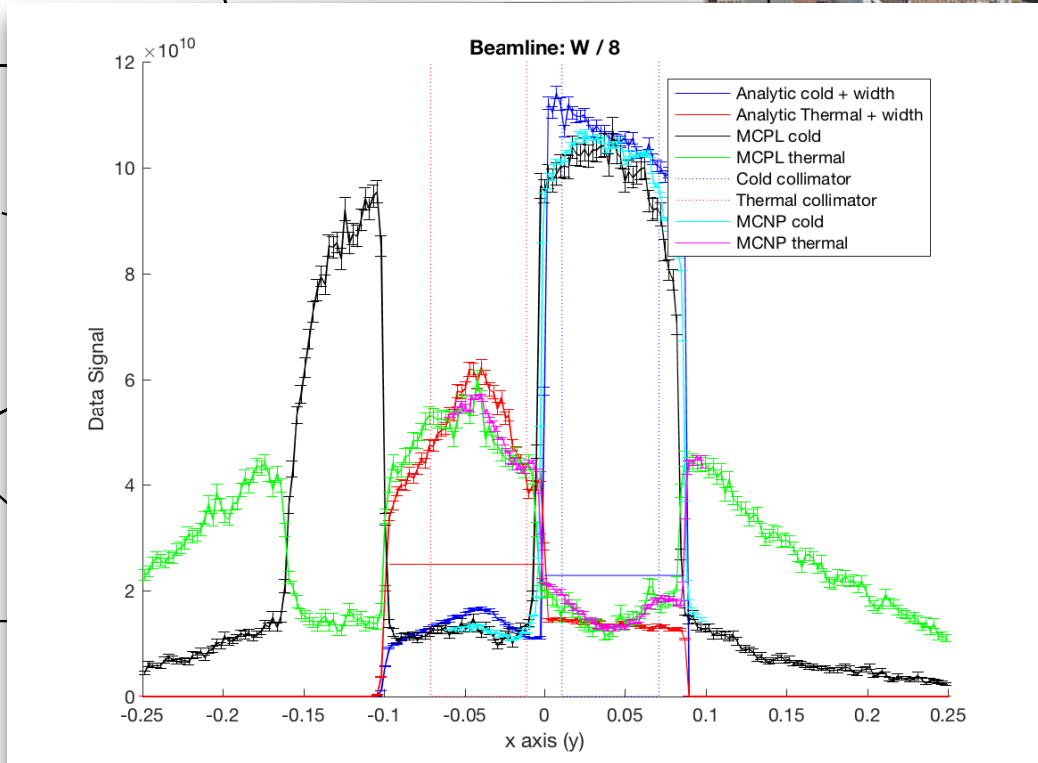 Beamline: W / 8
×10^10
12
10
8
6
4
2
0
Data Signal
-0.25 -0.2 -0.15 -0.1 -0.05 0 0.05 0.1 0.15 0.2 0.25
x axis (y)
Analytic cold + width
Analytic Thermal + width
MCPL cold
MCPL thermal
Cold collimator
Thermal collimator
MCNP cold
MCNP thermal